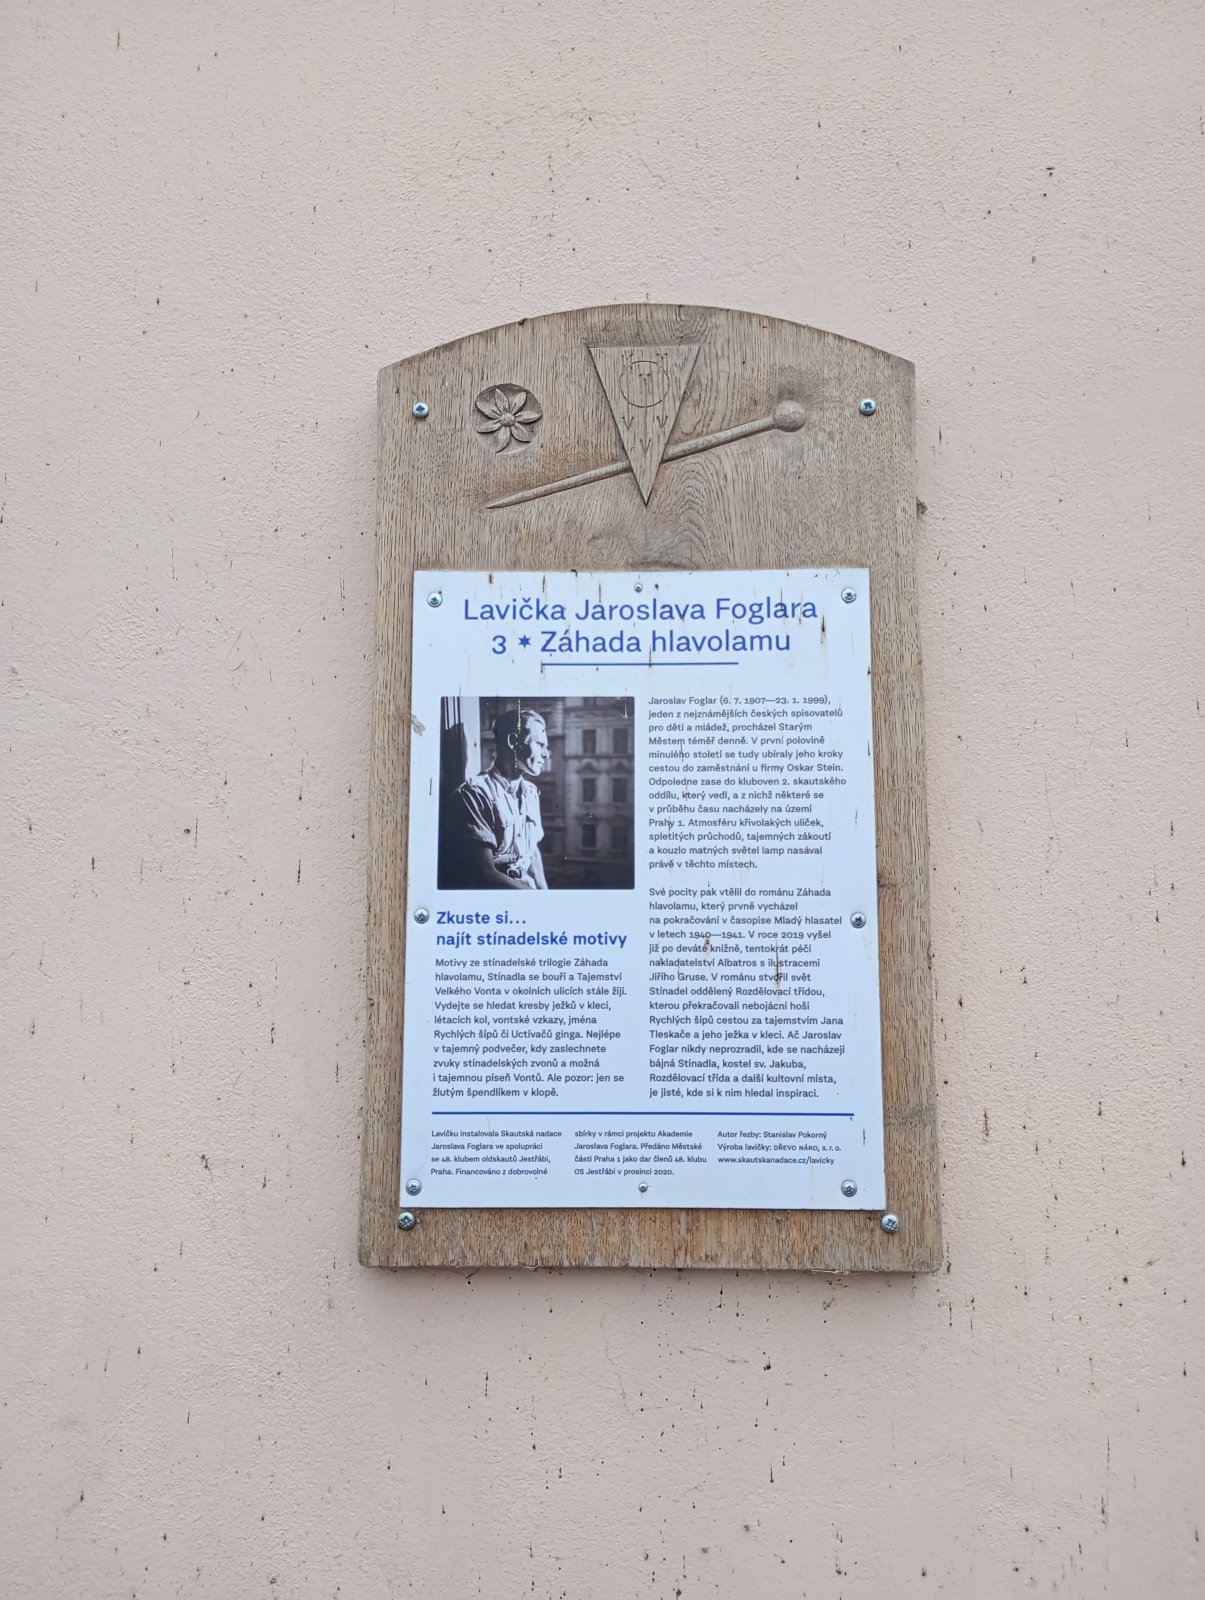 Lavička Jaroslava Foglara
3 * Záhada hlavolamu
Jaroslav Foglar (6. 7. 1907—23. 1. 1999),
jeden z nejznámějších českých spisovatelů
pro děti a mládež, procházel Starým
Městem téměř denně. V první polovině
minulého století se tudy ubíraly jeho kroky
cestou do zaměstnání u firmy Oskar Stein.
Odpoledne zase do kluboven 2. skautského
oddílu, který vedl, a z nichž některé se
v průběhu času nacházely na území
Prahy 1. Atmosféru křivolakých uliček,
spletitých průchodů, tajemných zákoutí
a kouzlo matných světel lamp nasával
právě v těchto místech.
Své pocity pak vtělil do románu Záhada
hlavolamu, který prvně vycházel
na pokračování v časopise Mladý hlasatel
v letech 1940—1941. V roce 2019 vyšel
již po deváté knižně, tentokrát péčí
nakladatelství Albatros s ilustracemi
Jiřího Gruse. V románu stvořil svět
Stínadel oddělený Rozdělovací třídou,
kterou překračovali nebojácní hoši
Rychlých šípů cestou za tajemstvím Jana
Tleskače a jeho ježka v kleci. Ač Jaroslav
Foglar nikdy neprozradil, kde se nacházejí
bájná Stínadla, kostel sv. Jakuba,
Rozdělovací třída a další kultovní místa,
je jisté, kde si k nim hledal inspiraci.
Zkuste si...
najít stínadelské motivy
Motivy ze stínadelské trilogie Záhada
hlavolamu, Stínadla se bouří a Tajemství
Velkého Vonta v okolních ulicích stále žijí.
Vydejte se hledat kresby ježků v kleci,
létacích kol, vontské vzkazy, jména
Rychlých šípů či Uctívačů ginga. Nejlépe
v tajemný podvečer, kdy zaslechnete
zvuky stínadelských zvonů a možná
i tajemnou píseň Vontů. Ale pozor: jen se
žlutým špendlíkem v klopě.
Lavičku instalovala Skautská nadace
Jaroslava Foglara ve spolupráci
se 48. klubem oldskautů Jestřábi,
Praha. Financováno z dobrovolné
sbírky v rámci projektu Akademie
Jaroslava Foglara. Předáno Městské
části Praha 1 jako dar členů 48. klubu
OS Jestřábi v prosinci 2020.
Autor řezby: Stanislav Pokorný
Výroba lavičky: DŘEVO NÁRO, s. r. o.
www.skautskanadace.cz/lavicky